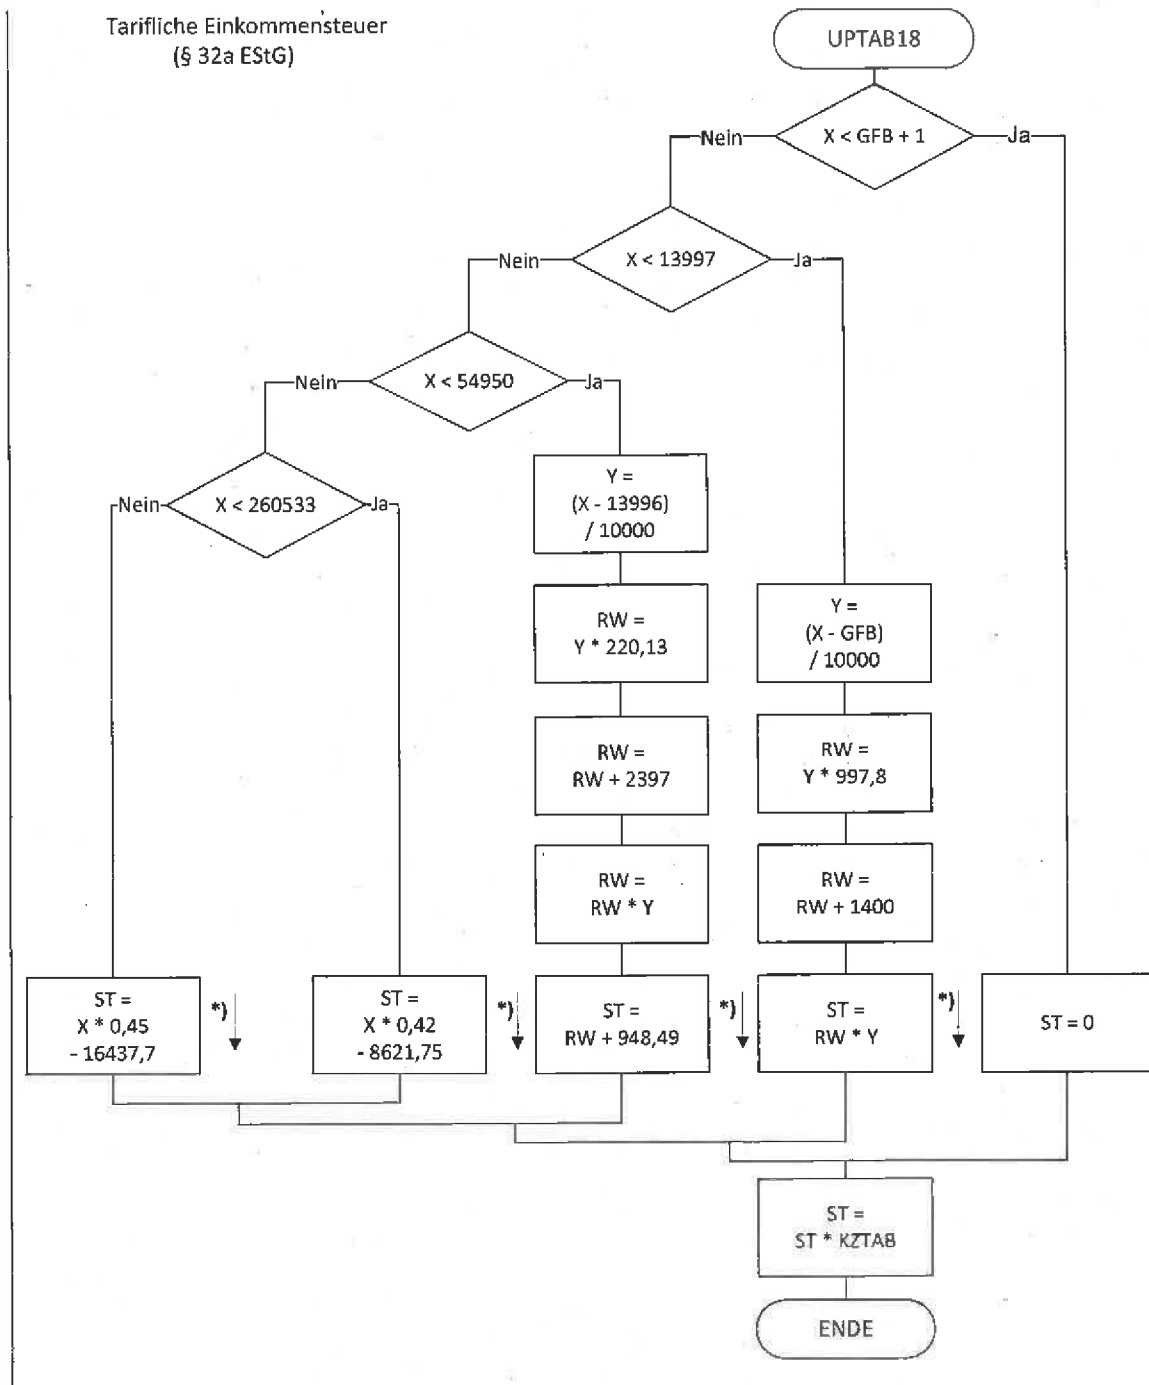 Tarifliche Einkommensteuer
(§ 32a EStG)
UPTAB18
X < GFB + 1
Nein
Ja
X < 13997
Nein
Ja
X < 54950
Nein
Ja
X < 260533
Nein
Ja
Y =
(X - 13996)
/ 10000
RW =
Y * 220,13
RW =
RW + 2397
RW =
RW * Y
Y =
(X - GFB)
/ 10000
RW =
Y * 997,8
RW =
RW + 1400
ST =
X * 0,45
- 16437,7
*)
ST =
X * 0,42
- 8621,75
*)
ST =
RW + 948,49
*)
ST =
RW * Y
*)
ST = 0
ST =
ST * KZTAB
ENDE